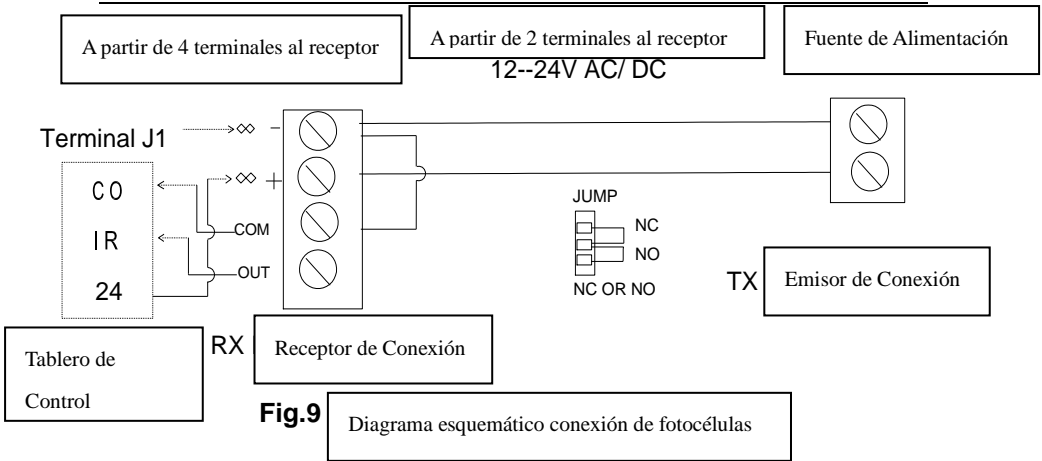 A partir de 4 terminales al receptor
A partir de 2 terminales al receptor
Fuente de Alimentación
12--24V AC/ DC
Terminal J1
-
+
CO
IR
24
COM
OUT
JUMP
NC
NO
NC OR NO
TX
Emisor de Conexión
RX
Receptor de Conexión
Tablero de
Control
Fig.9
Diagrama esquemático conexión de fotocélulas